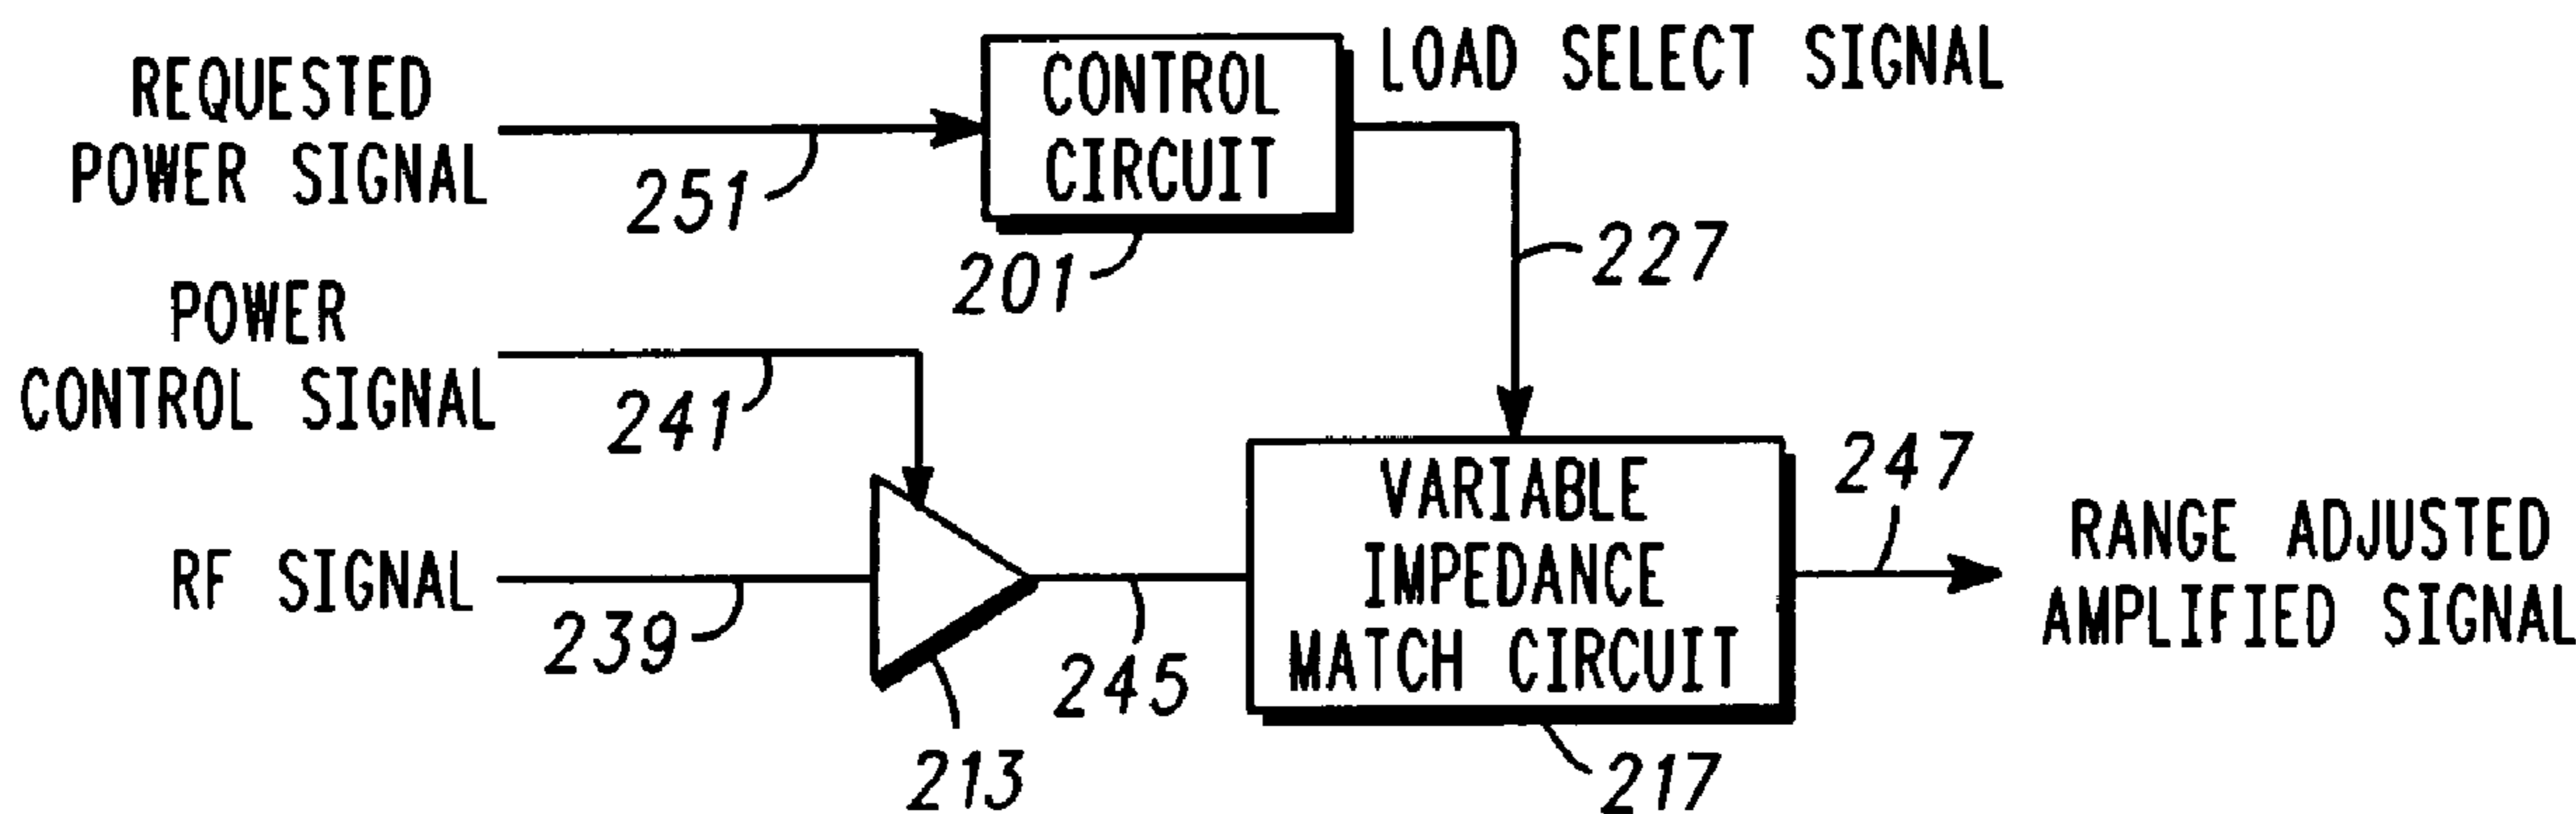 REQUESTED
POWER SIGNAL
251
CONTROL
CIRCUIT
201
LOAD SELECT SIGNAL
227
POWER
CONTROL SIGNAL
241
RF SIGNAL
239
213
245
VARIABLE
IMPEDANCE
MATCH CIRCUIT
217
247
RANGE ADJUSTED
AMPLIFIED SIGNAL